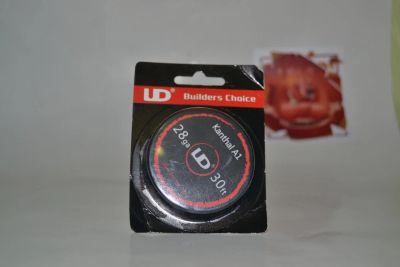 UD Builders Choice
Kanthal A1
28ga UD 30ft